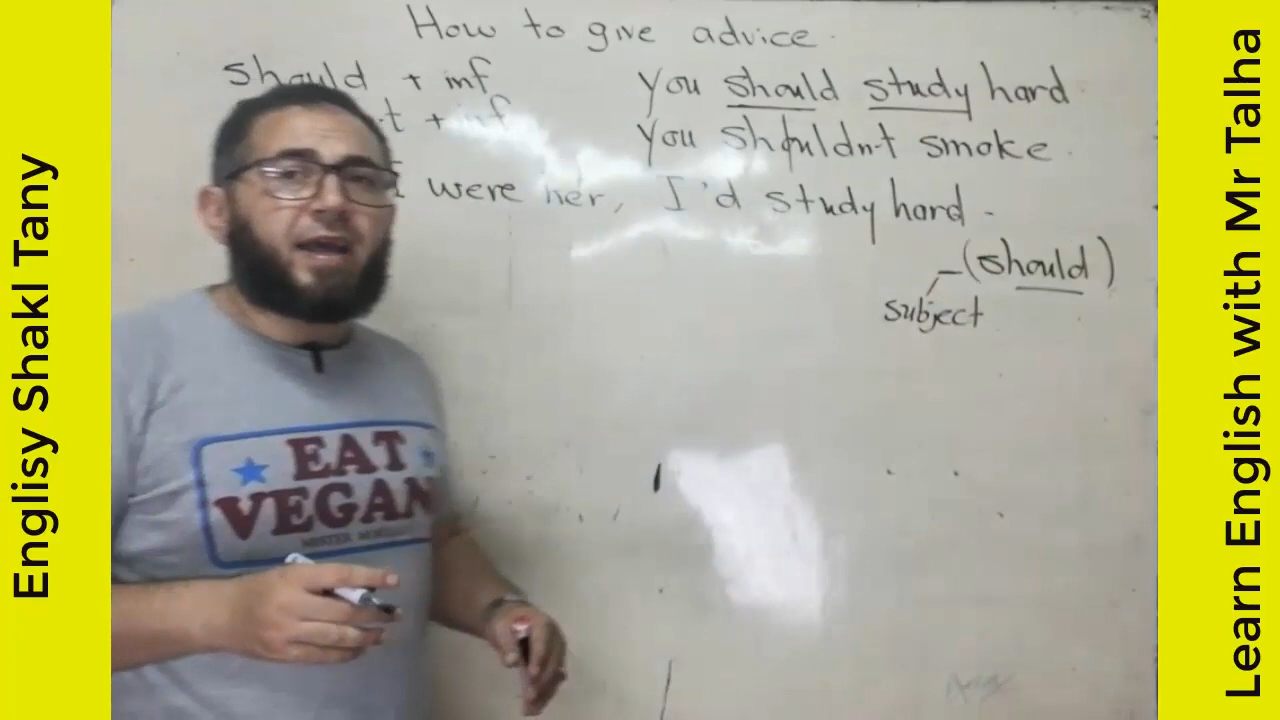 How to give advice.
should + inf
t + inf
You should study hard
You shouldn't smoke.
were her, I'd study hard.
(should)
subject
EAT
VEGAN
Englisy Shakl Tany
Learn English with Mr Talha